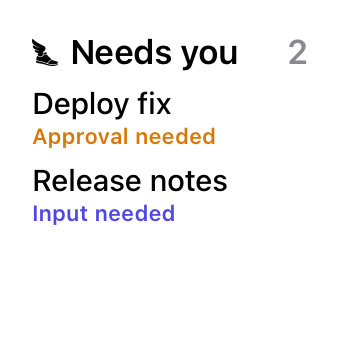 Needs you 2
Deploy fix
Approval needed
Release notes
Input needed